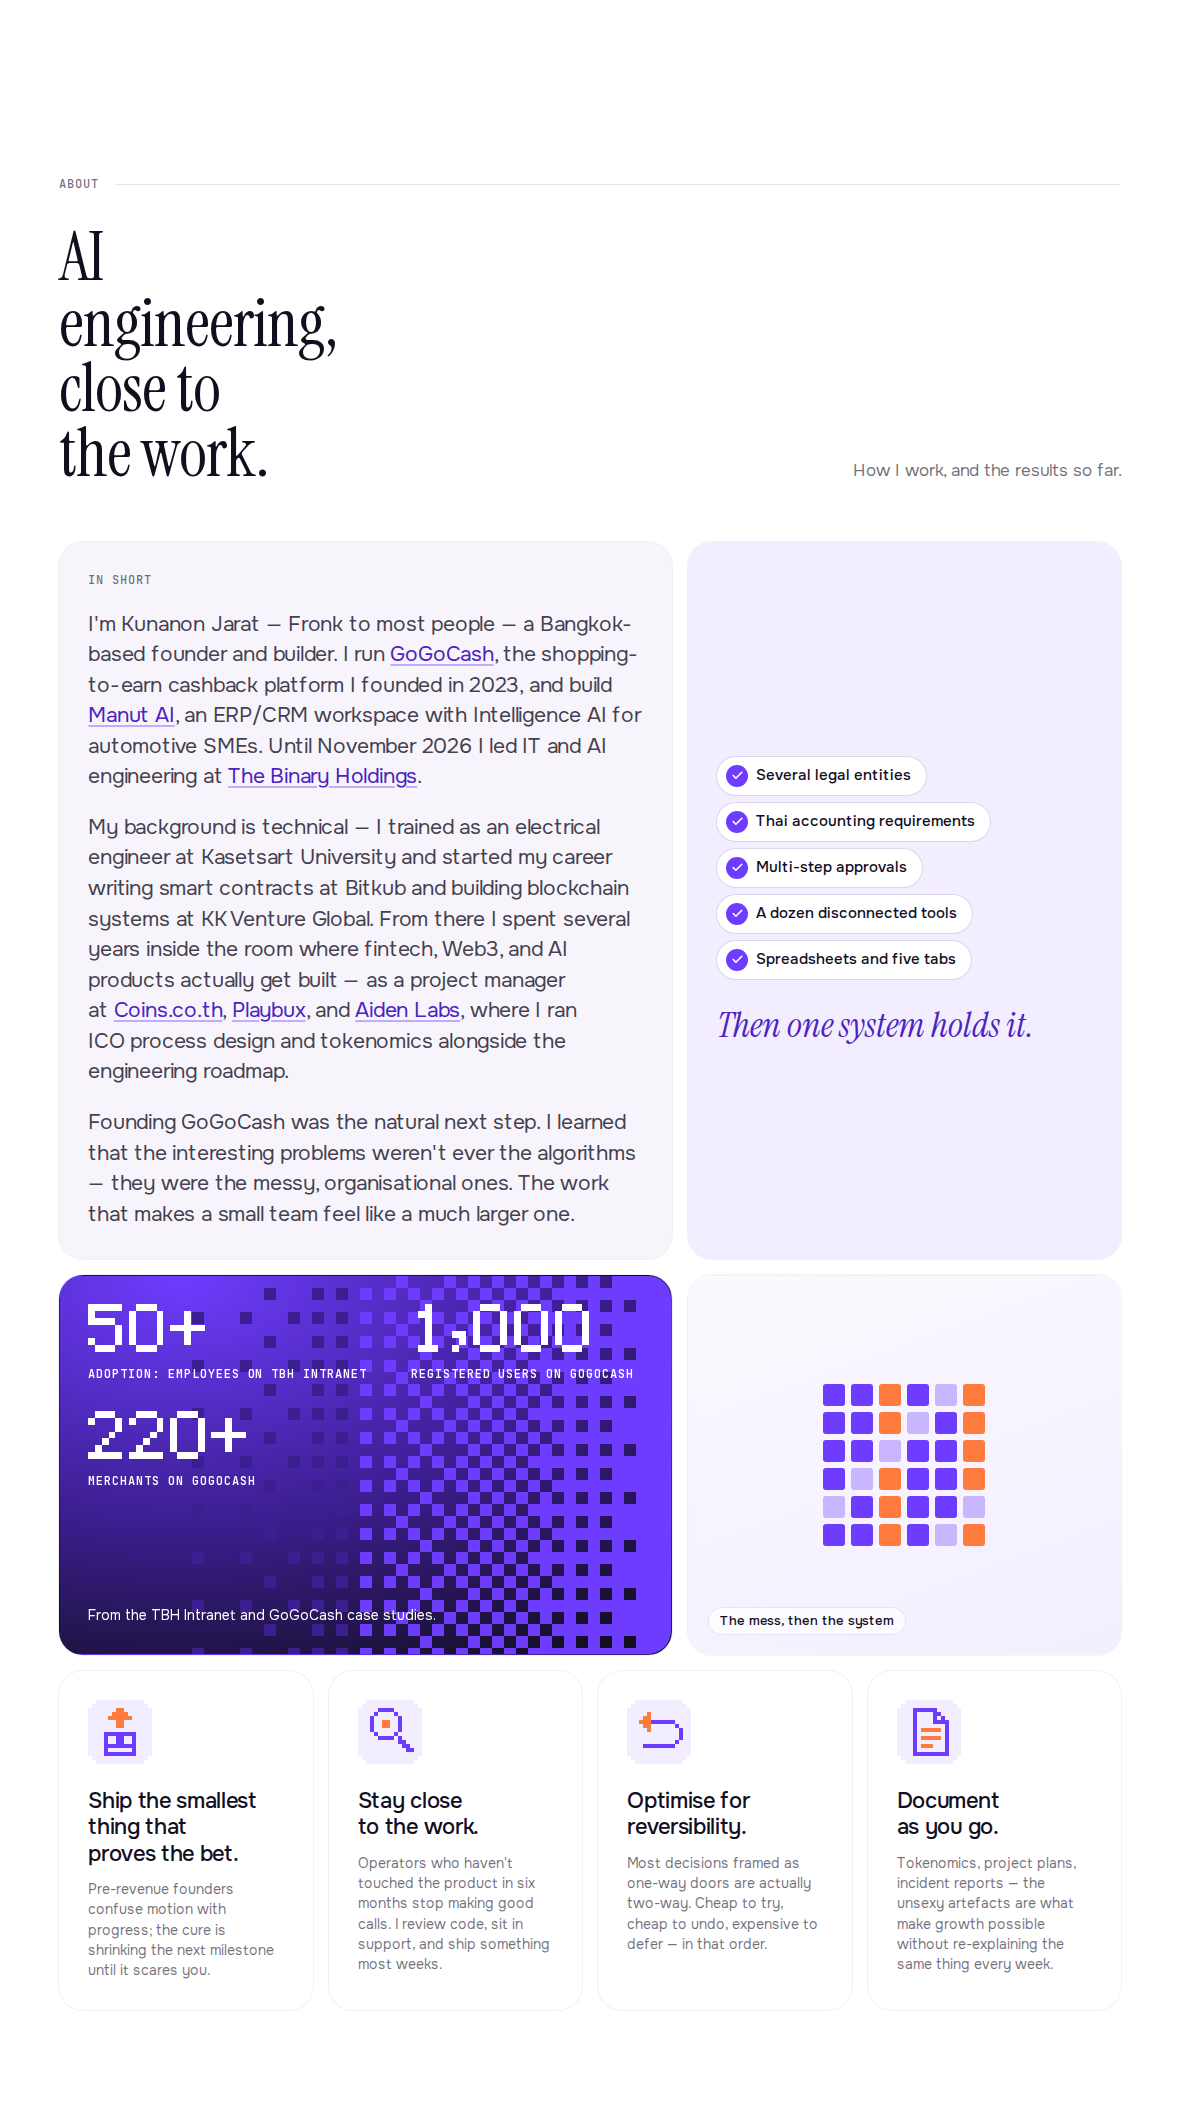 ABOUT
AI
engineering,
close to
the work.
How I work, and the results so far.
IN SHORT
I'm Kunanon Jarat — Fronk to most people — a Bangkok-
based founder and builder. I run GoGoCash, the shopping-
to-earn cashback platform I founded in 2023, and build
Manut AI, an ERP/CRM workspace with Intelligence AI for
automotive SMEs. Until November 2026 I led IT and AI
engineering at The Binary Holdings.
My background is technical — I trained as an electrical
engineer at Kasetsart University and started my career
writing smart contracts at Bitkub and building blockchain
systems at KK Venture Global. From there I spent several
years inside the room where fintech, Web3, and AI
products actually get built — as a project manager
at Coins.co.th, Playbux, and Aiden Labs, where I ran
ICO process design and tokenomics alongside the
engineering roadmap.
Founding GoGoCash was the natural next step. I learned
that the interesting problems weren't ever the algorithms
— they were the messy, organisational ones. The work
that makes a small team feel like a much larger one.
Several legal entities
Thai accounting requirements
Multi-step approvals
A dozen disconnected tools
Spreadsheets and five tabs
Then one system holds it.
50+
ADOPTION: EMPLOYEES ON TBH INTRANET
1,000
REGISTERED USERS ON GOGOCASH
220+
MERCHANTS ON GOGOCASH
From the TBH Intranet and GoGoCash case studies.
The mess, then the system
Ship the smallest
thing that
proves the bet.
Pre-revenue founders
confuse motion with
progress; the cure is
shrinking the next milestone
until it scares you.
Stay close
to the work.
Operators who haven't
touched the product in six
months stop making good
calls. I review code, sit in
support, and ship something
most weeks.
Optimise for
reversibility.
Most decisions framed as
one-way doors are actually
two-way. Cheap to try,
cheap to undo, expensive to
defer — in that order.
Document
as you go.
Tokenomics, project plans,
incident reports — the
unsexy artefacts are what
make growth possible
without re-explaining the
same thing every week.